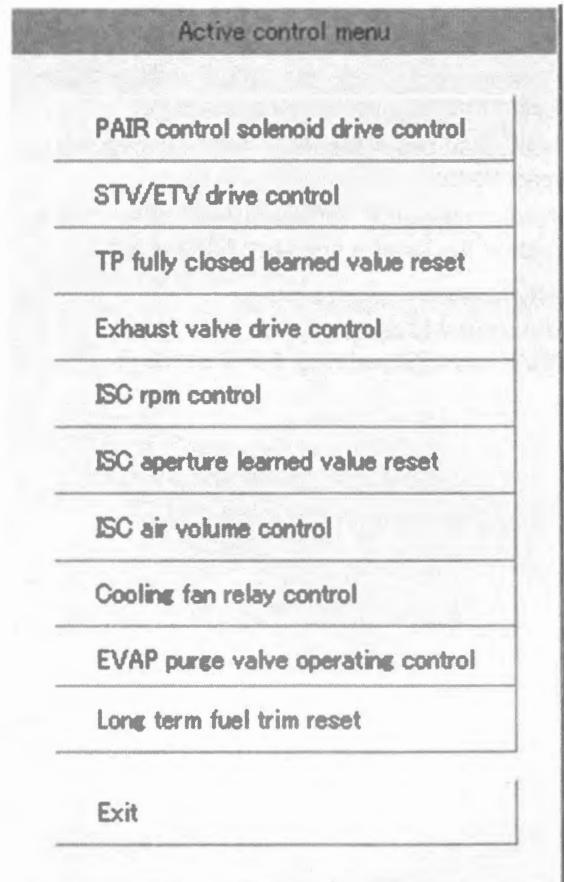 Active control menu
PAIR control solenoid drive control
STV/ETV drive control
TP fully closed learned value reset
Exhaust valve drive control
ISC rpm control
ISC aperture learned value reset
ISC air volume control
Cooling fan relay control
EVAP purge valve operating control
Long term fuel trim reset
Exit